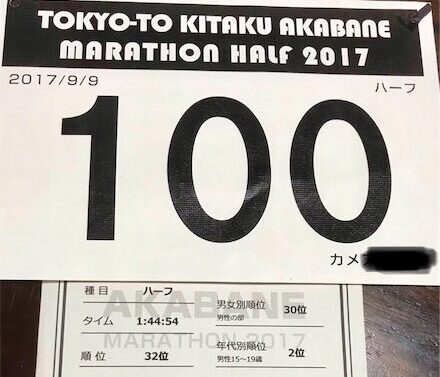 TOKYO-TO KITAKU AKABANE
MARATHON HALF 2017
2017/9/9
ハーフ
100
カメ
AKABANE
MARATHON 2017
種目 ハーフ
タイム 1:44:54
順位 32位
男女別順位 30位
男性の部
年代別順位 2位
男性15～19歳